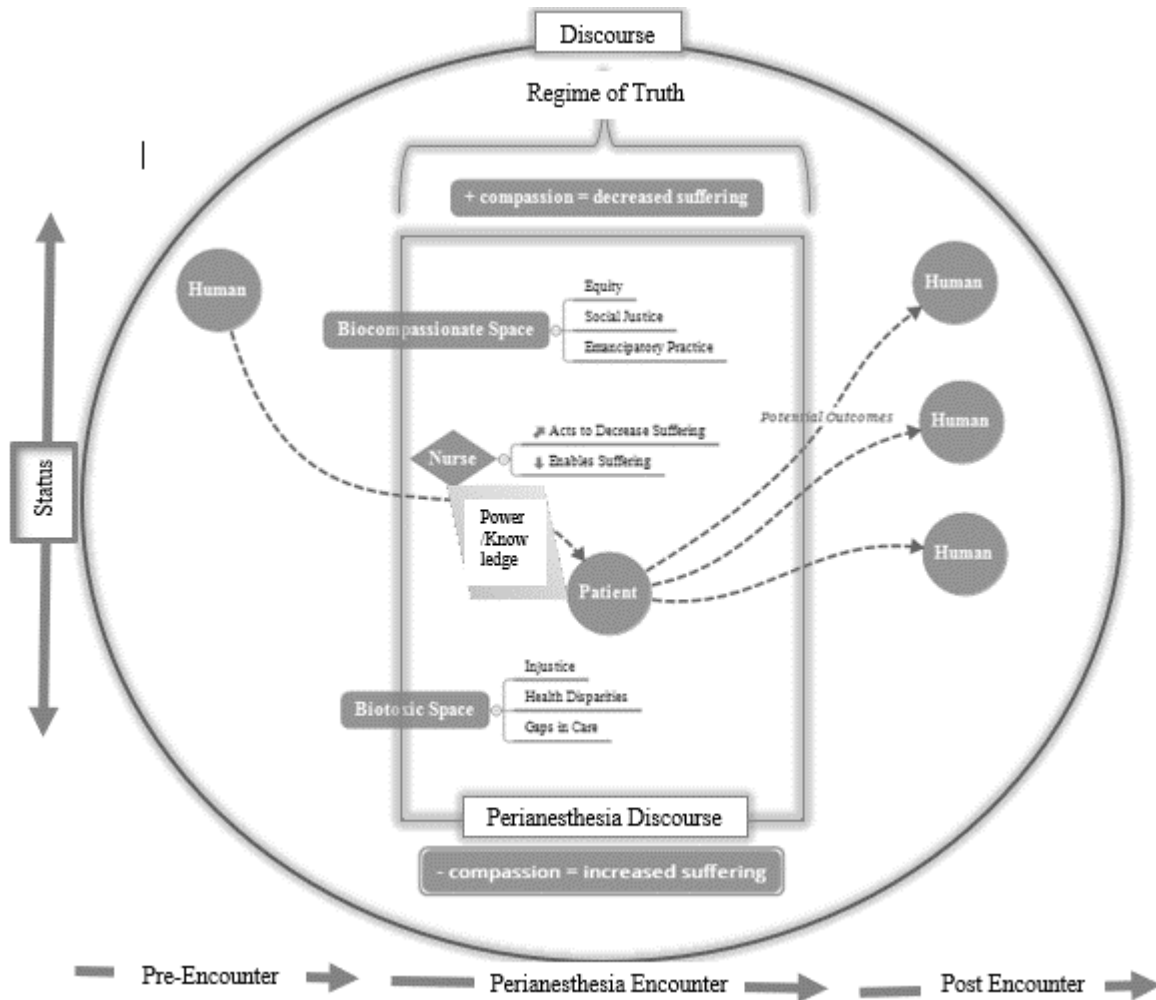 Discourse
Regime of Truth
+ compassion = decreased suffering
Human
Human
Equity
Biocompassionate Space
Social Justice
Emancipatory Practice
Potential Outcomes
Human
Nurse
Acts to Decrease Suffering
Enables Suffering
Status
Power
/Know
ledge
Human
Patient
Injustice
Biotoxic Space
Health Disparities
Gaps in Care
Perianesthesia Discourse
- compassion = increased suffering
Pre-Encounter
Perianesthesia Encounter
Post Encounter